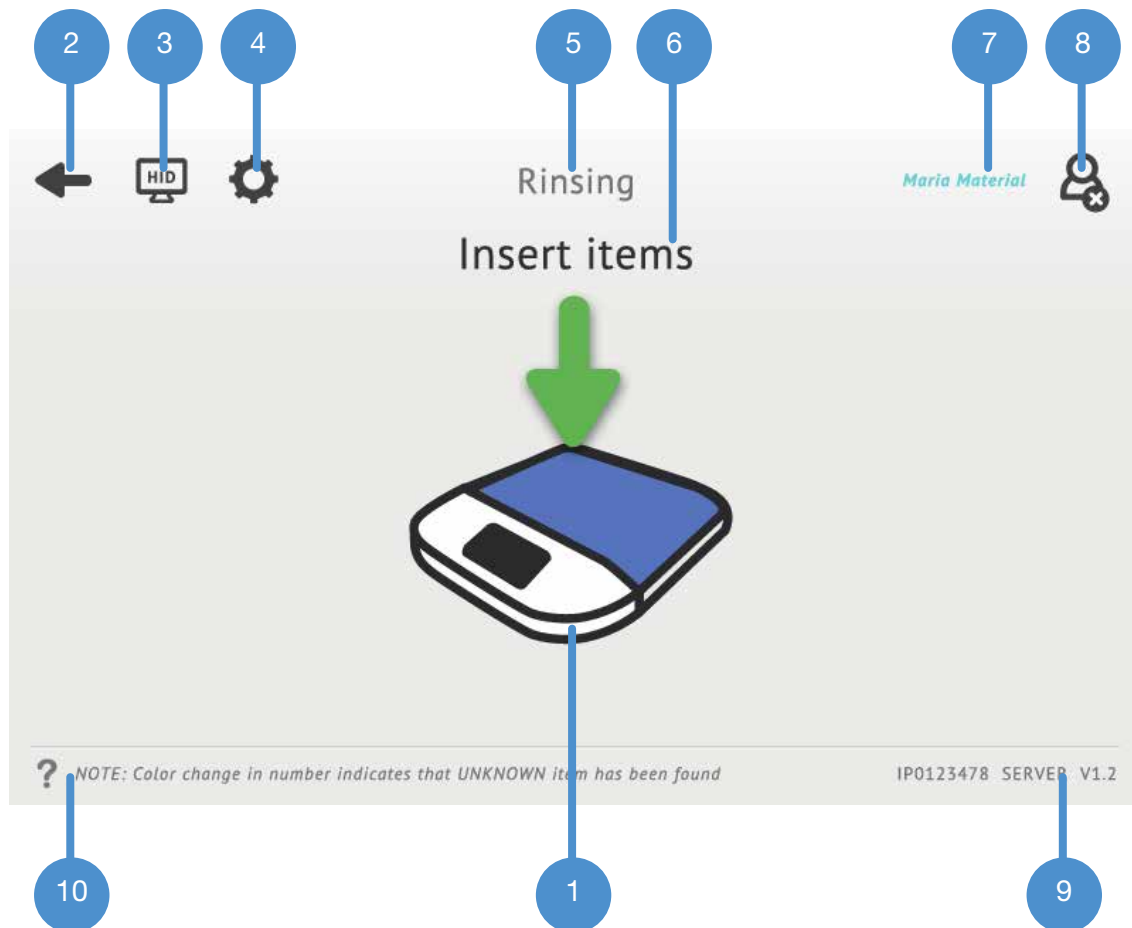 2 3 4 5 6 7 8
HID Rinsing Maria Material
Insert items
? NOTE: Color change in number indicates that UNKNOWN item has been found IP0123478 SERVER V1.2
10 1 9